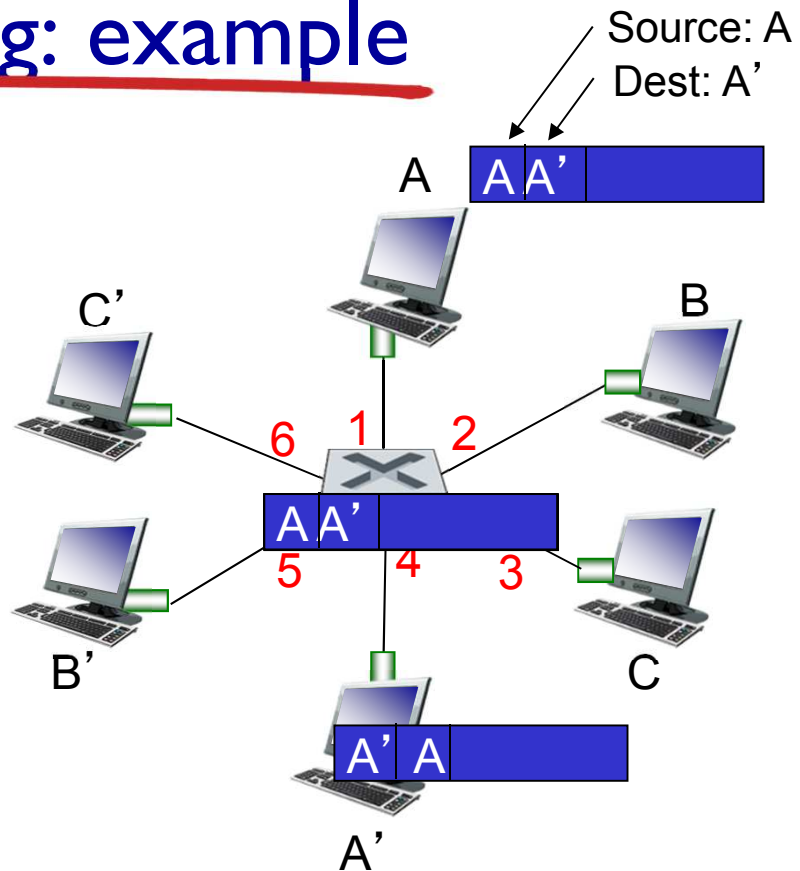 g: example
Source: A
Dest: A’
A
A A’
C’
B
6 1 2
A A’
5 4 3
B’
C
A’ A
A’